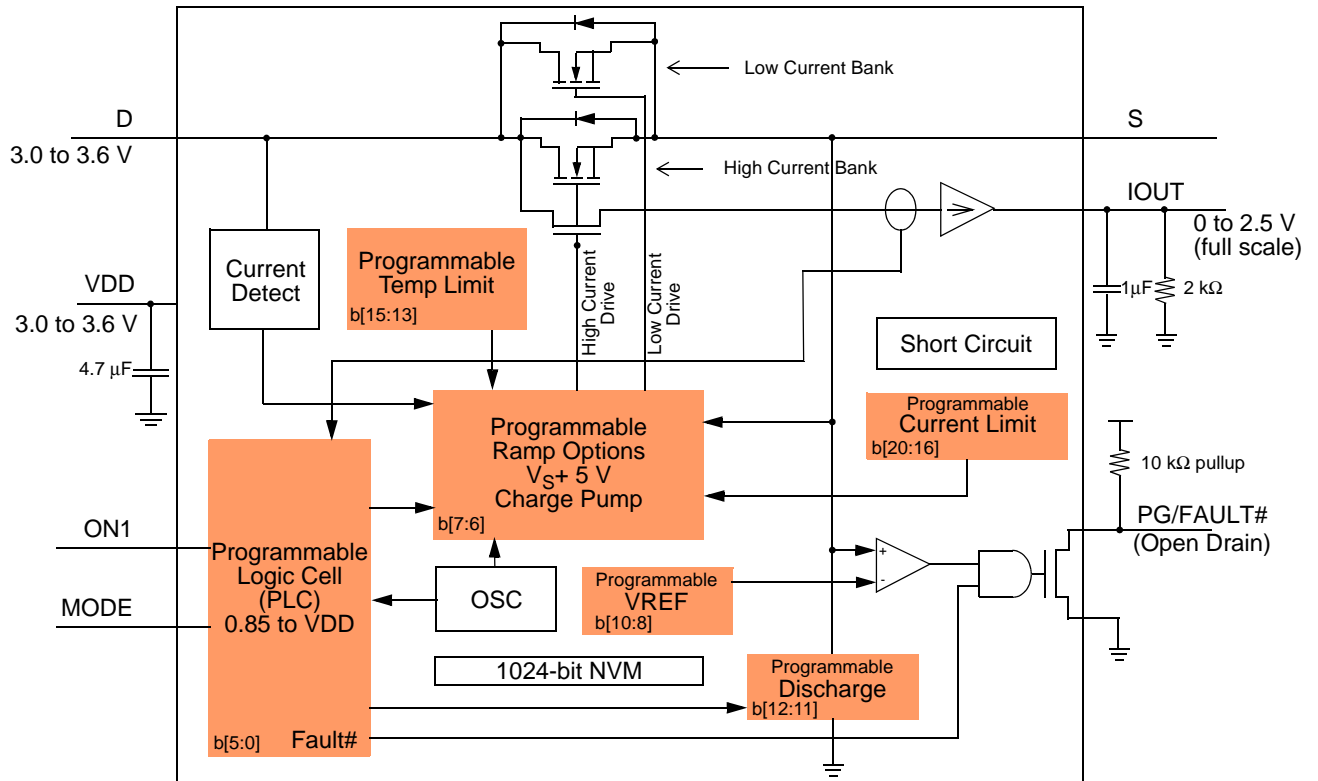 Low Current Bank
D
S
3.0 to 3.6 V
High Current Bank
IOUT
0 to 2.5 V
(full scale)
Current
Detect
Programmable
Temp Limit
b[15:13]
High Current
Drive
Low Current
Drive
VDD
3.0 to 3.6 V
4.7 μF
1μF
2 kΩ
Short Circuit
Programmable
Ramp Options
VS+ 5 V
Charge Pump
b[7:6]
Programmable
Current Limit
b[20:16]
10 kΩ pullup
PG/FAULT#
(Open Drain)
ON1
MODE
Programmable
Logic Cell
(PLC)
0.85 to VDD
b[5:0]
Fault#
OSC
Programmable
VREF
b[10:8]
+
-
1024-bit NVM
Programmable
Discharge
b[12:11]